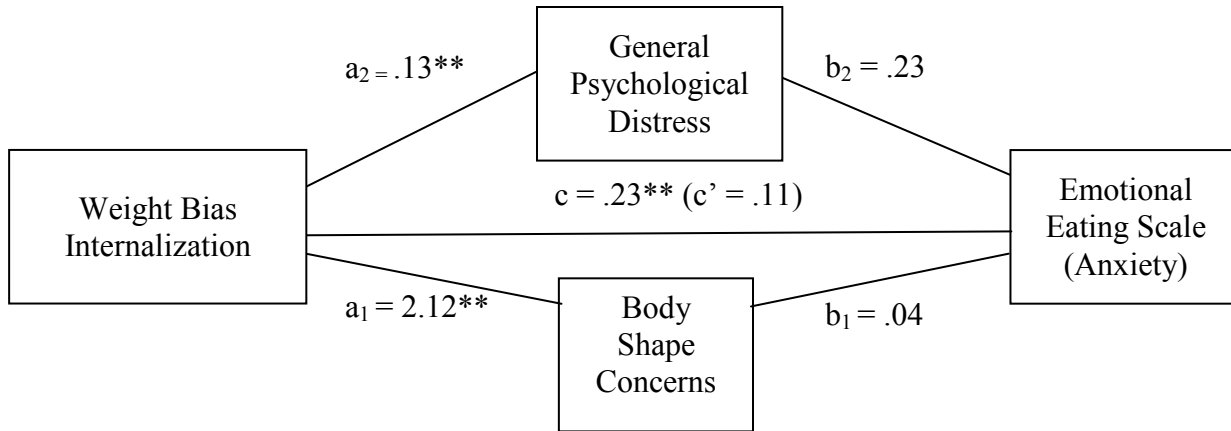 General
Psychological
Distress
a₂ = .13**
b₂ = .23
Weight Bias
Internalization
c = .23** (c’ = .11)
Emotional
Eating Scale
(Anxiety)
a₁ = 2.12**
Body
Shape
Concerns
b₁ = .04